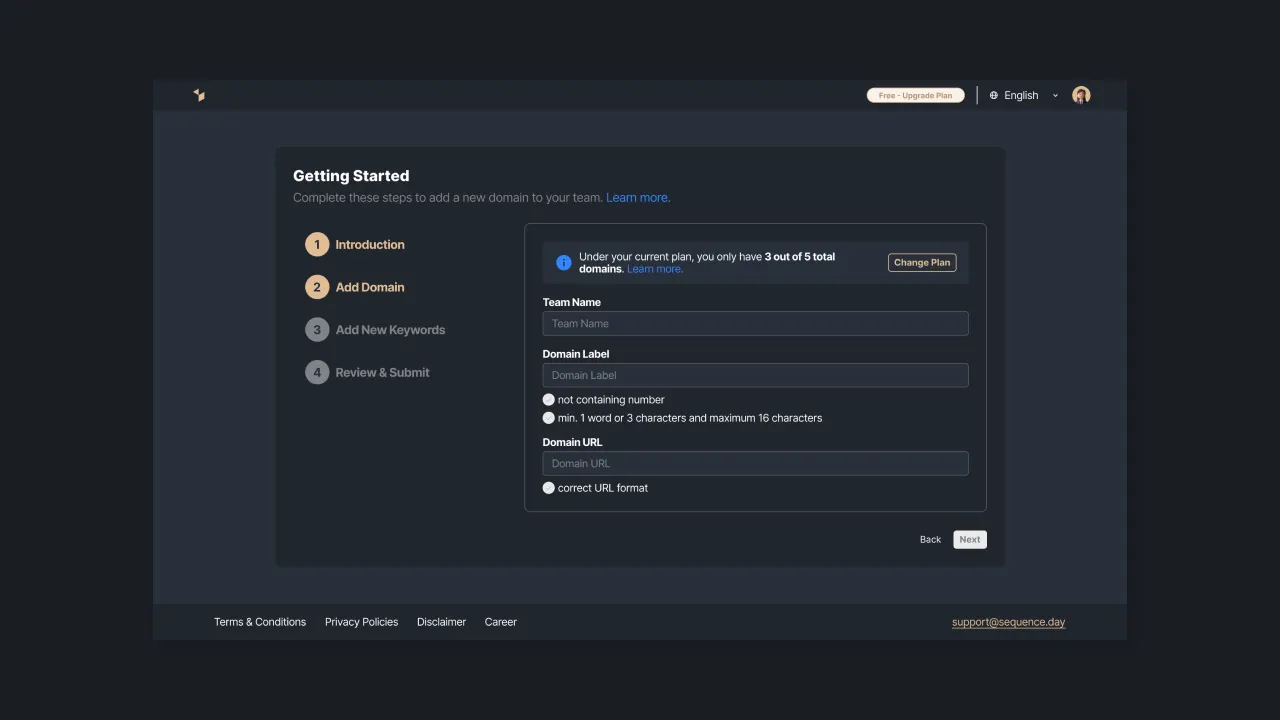 Free - Upgrade Plan
English
Getting Started
Complete these steps to add a new domain to your team. Learn more.
1 Introduction
2 Add Domain
3 Add New Keywords
4 Review & Submit
Under your current plan, you only have 3 out of 5 total
domains. Learn more.
Change Plan
Team Name
Team Name
Domain Label
Domain Label
not containing number
min. 1 word or 3 characters and maximum 16 characters
Domain URL
Domain URL
correct URL format
Back
Next
Terms & Conditions
Privacy Policies
Disclaimer
Career
support@sequence.day